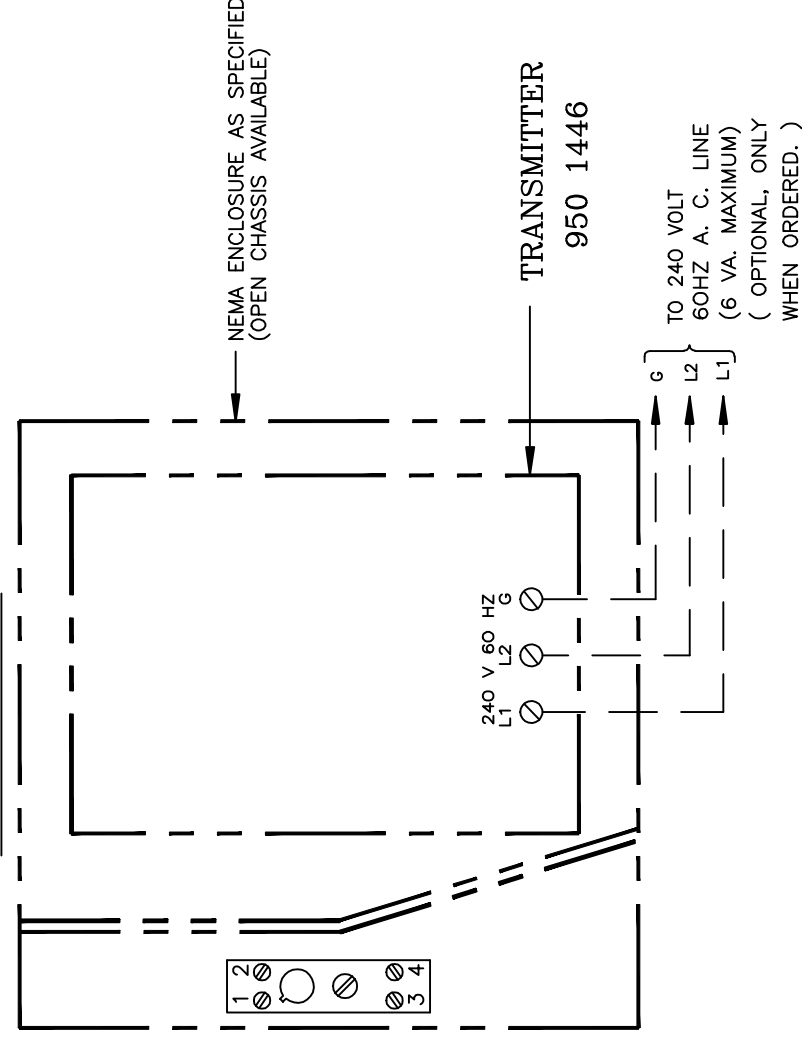 NEMA ENCLOSURE AS SPECIFIED
(OPEN CHASSIS AVAILABLE)
TRANSMITTER
950 1446
TO 240 VOLT
60HZ A. C. LINE
(6 VA. MAXIMUM)
( OPTIONAL, ONLY
WHEN ORDERED. )
G
L2
L1
240 V 60 HZ
L1 L2 G
1 2
3 4